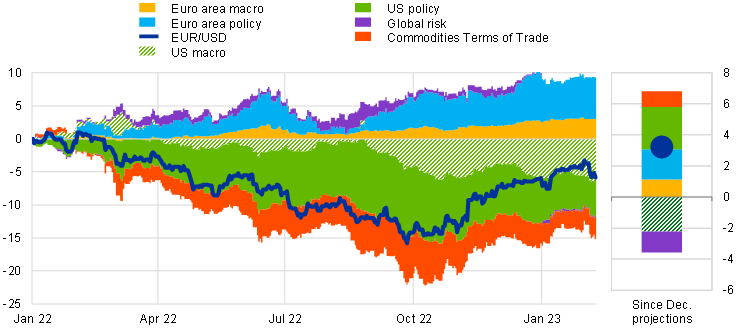 Euro area macro
Euro area policy
EUR/USD
US macro
US policy
Global risk
Commodities Terms of Trade
10
5
0
-5
-10
-15
-20
-25
Jan 22
Apr 22
Jul 22
Oct 22
Jan 23
8
6
4
2
0
-2
-4
-6
Since Dec.
projections